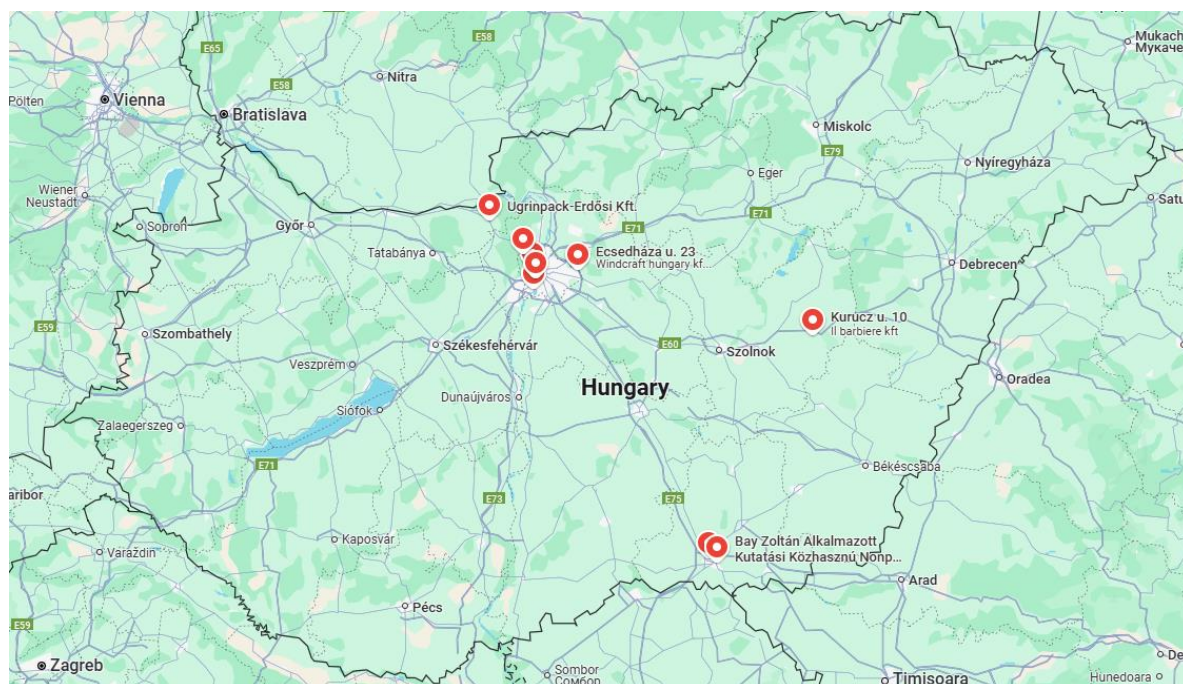 E65
E58
Mukach
Мукаче
Nitra
E58
Pölten
Vienna
Bratislava
Miskolc
E79
Nyíregyháza
Eger
Wiener
Neustadt
Satu
Sopron
Győr
Ugrinpack-Erdősi Kft.
E71
E71
Tatabánya
Ecsedháza u. 23
Windcraft hungary kf...
Debrecen
E59
Szombathely
Kurucz u. 10
Il barbiere kft
Székesfehérvár
E60
Szolnok
Veszprém
Oradea
Hungary
Dunaújváros
Siófok
Zalaegerszeg
E71
Békéscsaba
E73
E75
aribor
Kaposvár
Bay Zoltán Alkalmazott
Kutatási Közhasznú Nonp...
Varaždin
Arad
Pécs
E59
Zagreb
Sombor
Сомбор
Timișoara
Hunedoara
De